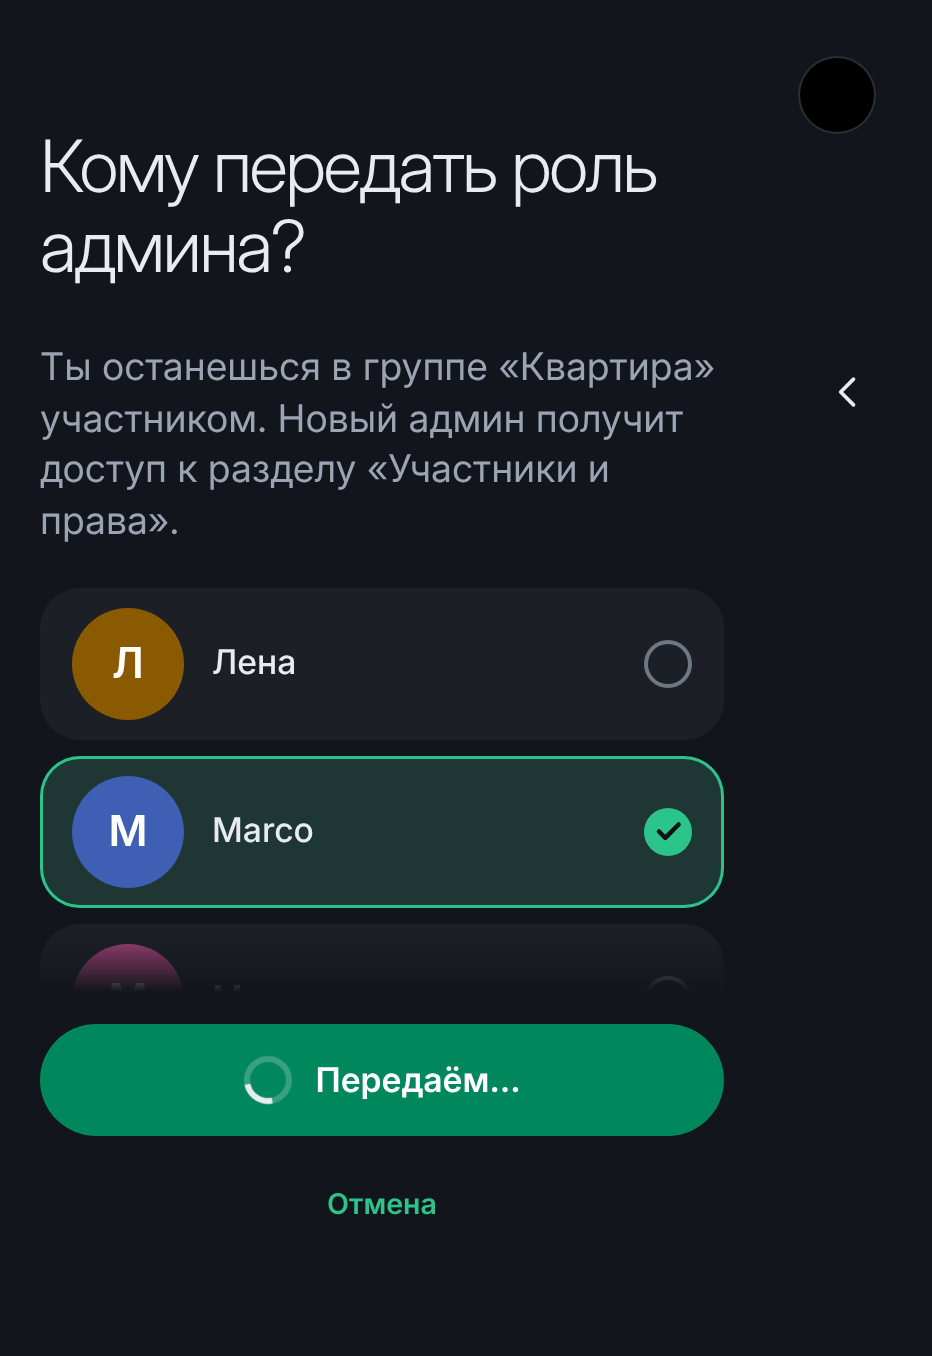 Кому передать роль
админа?
Ты останешься в группе «Квартира»
участником. Новый админ получит
доступ к разделу «Участники и
права».
Л
Лена
M
Marco
Передаём...
Отмена